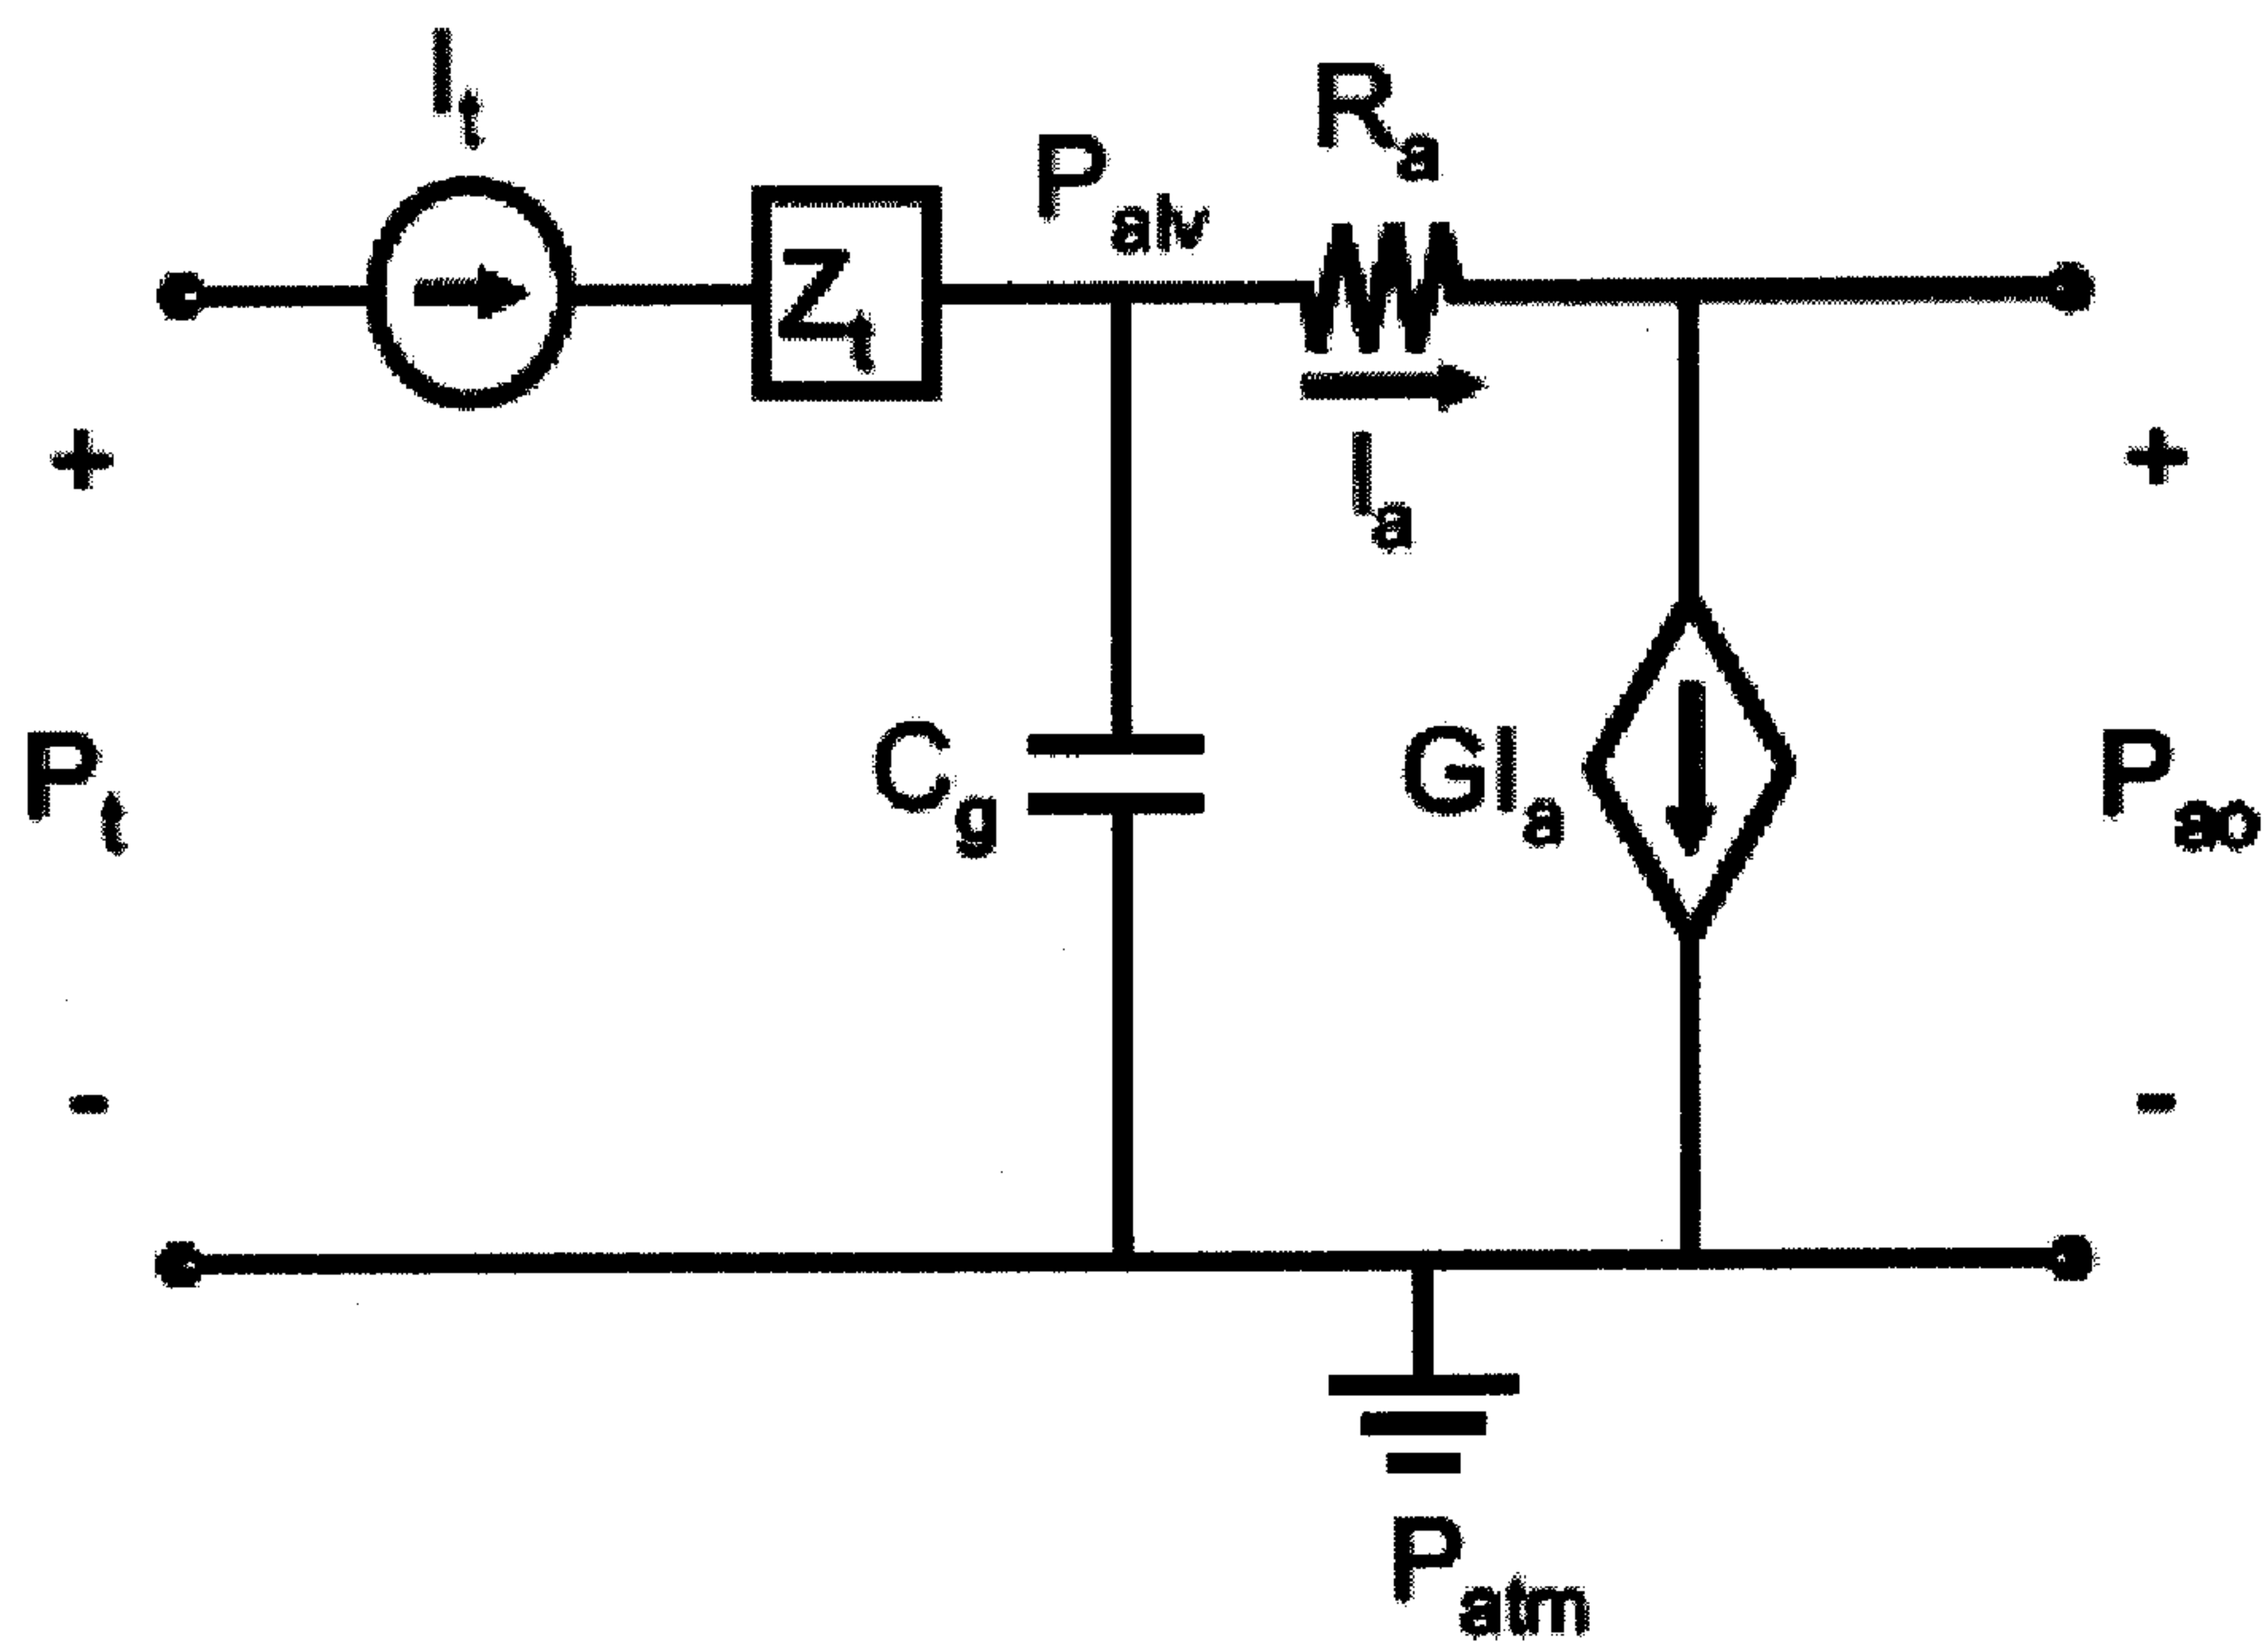 It
Ra
Palv
Zt
+
+
Ia
Pt
Cg
GIa
Pao
-
-
Patm